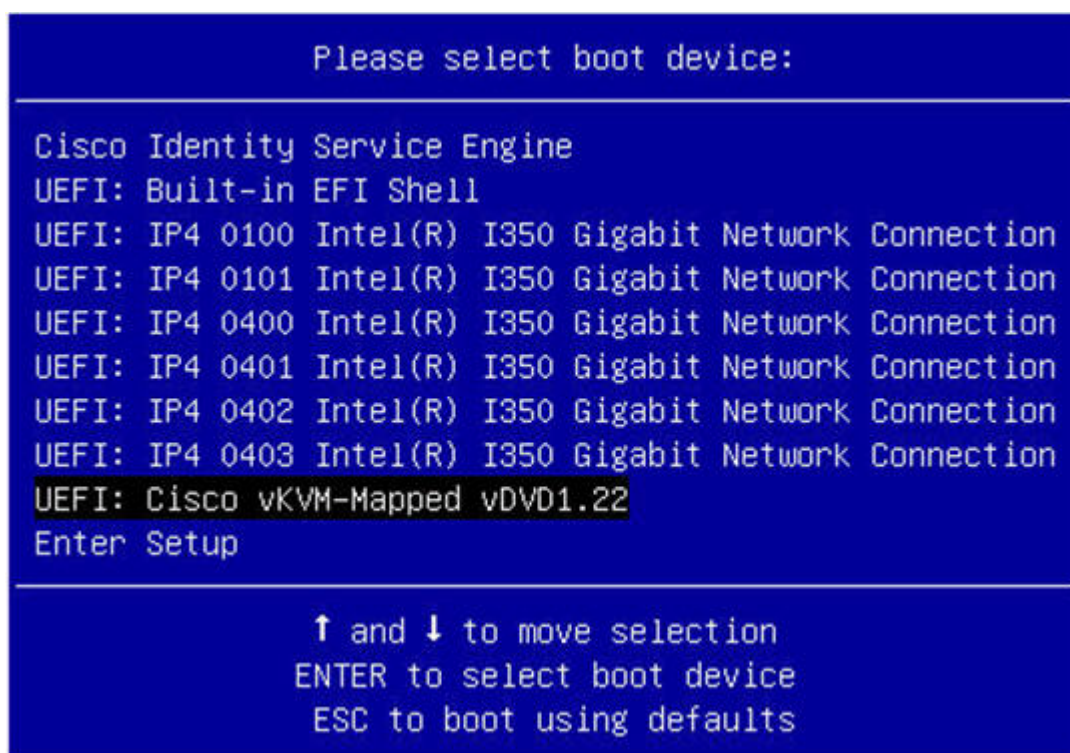 Please select boot device:
Cisco Identity Service Engine
UEFI: Built-in EFI Shell
UEFI: IP4 0100 Intel(R) I350 Gigabit Network Connection
UEFI: IP4 0101 Intel(R) I350 Gigabit Network Connection
UEFI: IP4 0400 Intel(R) I350 Gigabit Network Connection
UEFI: IP4 0401 Intel(R) I350 Gigabit Network Connection
UEFI: IP4 0402 Intel(R) I350 Gigabit Network Connection
UEFI: IP4 0403 Intel(R) I350 Gigabit Network Connection
UEFI: Cisco vKVM-Mapped vDVD1.22
Enter Setup
↑ and ↓ to move selection
ENTER to select boot device
ESC to boot using defaults